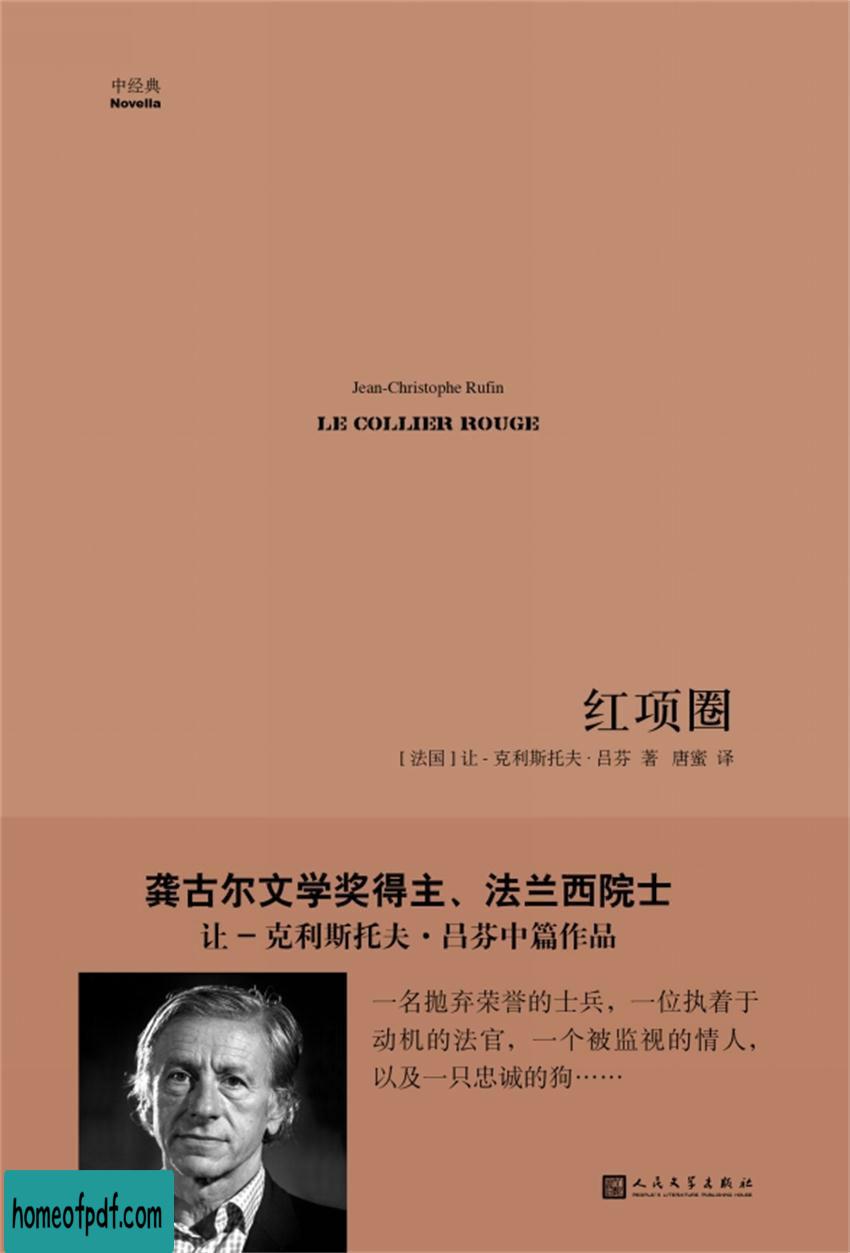 中经典
Novella
Jean-Christophe Rufin
LE COLLIER ROUGE
红项圈
[ 法国 ] 让 - 克利斯托夫 · 吕芬 著 唐蜜 译
龚古尔文学奖得主、法兰西院士
让 – 克利斯托夫 · 吕芬中篇作品
一名抛弃荣誉的士兵，一位执着于
动机的法官，一个被监视的情人，
以及一只忠诚的狗……
人民文学出版社
PEOPLE'S LITERATURE PUBLISHING HOUSE
homeofpdf.com